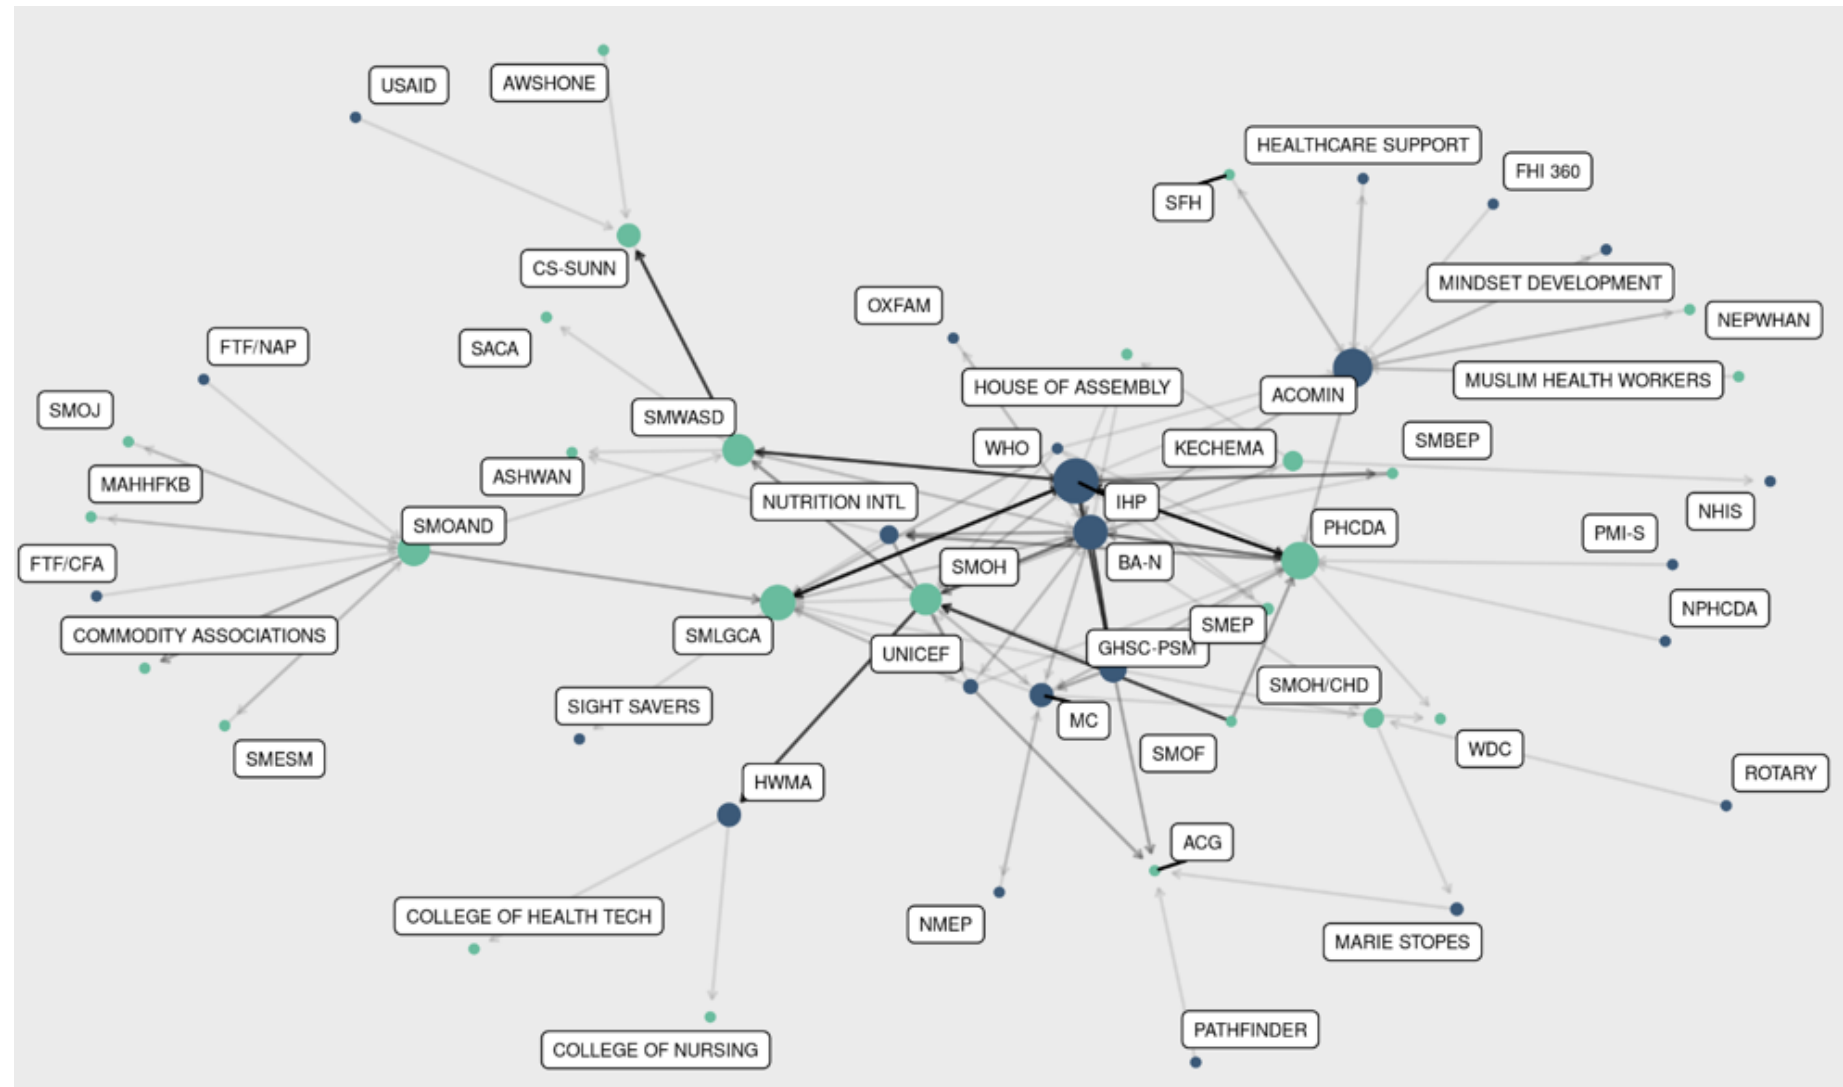 AWSHONE
USAID
HEALTHCARE SUPPORT
FHI 360
SFH
CS-SUNN
MINDSET DEVELOPMENT
OXFAM
NEPWHAN
FTF/NAP
SACA
MUSLIM HEALTH WORKERS
HOUSE OF ASSEMBLY
ACOMIN
SMOJ
SMWASD
SMBEP
WHO
KECHEMA
ASHWAN
MAHHFKB
NUTRITION INTL
IHP
NHIS
SMOAND
PHCDA
PMI-S
BA-N
FTF/CFA
SMOH
NPHCDA
SMEP
COMMODITY ASSOCIATIONS
SMLGCA
GHSC-PSM
UNICEF
SMOH/CHD
SIGHT SAVERS
MC
WDC
SMOF
SMESM
ROTARY
HWMA
ACG
COLLEGE OF HEALTH TECH
NMEP
MARIE STOPES
PATHFINDER
COLLEGE OF NURSING